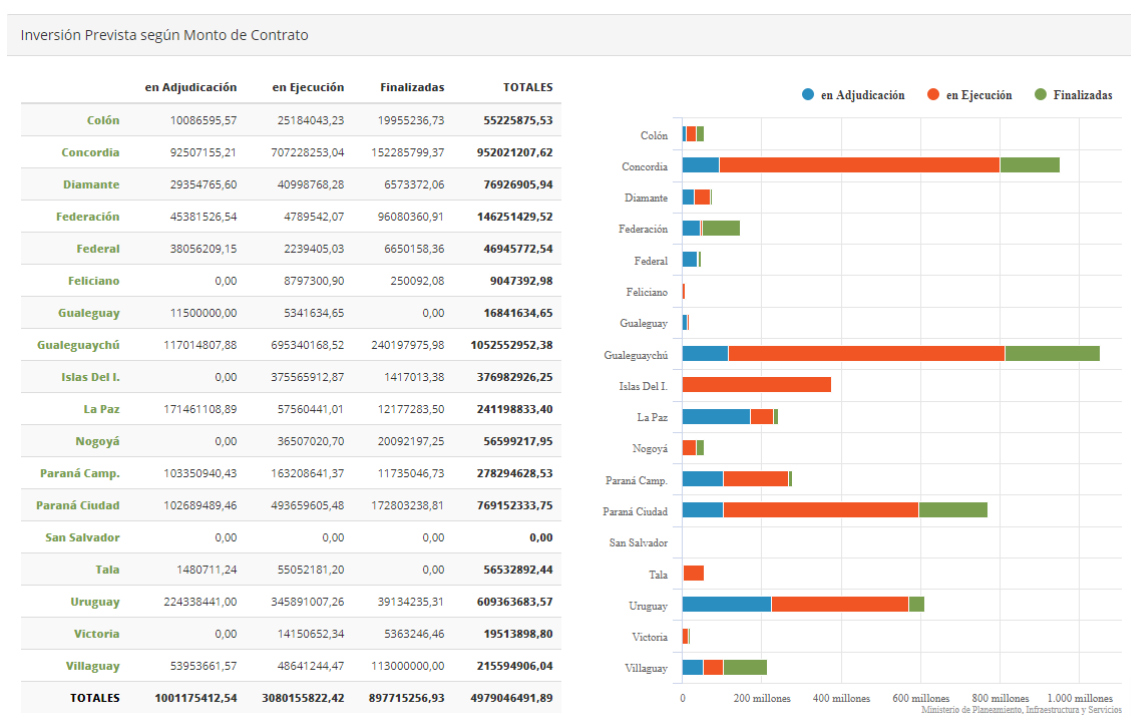 Inversión Prevista según Monto de Contrato
en Adjudicación en Ejecución Finalizadas TOTALES
Colón 10086595,57 25184043,23 19955236,73 55225875,53
Concordia 92507155,21 707228253,04 152285799,37 952021207,62
Diamante 29354765,60 40998768,28 6573372,06 76926905,94
Federación 45381526,54 4789542,07 96080360,91 146251429,52
Federal 38056209,15 2239405,03 6650158,36 46945772,54
Feliciano 0,00 8797300,90 250092,08 9047392,98
Gualeguay 11500000,00 5341634,65 0,00 16841634,65
Gualeguaychú 117014807,88 695340168,52 240197975,98 1052552952,38
Islas Del I. 0,00 375565912,87 1417013,38 376982926,25
La Paz 171461108,89 57560441,01 12177283,50 241198833,40
Nogoyá 0,00 36507020,70 20092197,25 56599217,95
Paraná Camp. 103350940,43 163208641,37 11735046,73 278294628,53
Paraná Ciudad 102689489,46 493659605,48 172803238,81 769152333,75
San Salvador 0,00 0,00 0,00 0,00
Tala 1480711,24 55052181,20 0,00 56532892,44
Uruguay 224338441,00 345891007,26 39134235,31 609363683,57
Victoria 0,00 14150652,34 5363246,46 19513898,80
Villaguay 53953661,57 48641244,47 113000000,00 215594906,04
TOTALES 1001175412,54 3080155822,42 897715256,93 4979046491,89
en Adjudicación en Ejecución Finalizadas
Colón
Concordia
Diamante
Federación
Federal
Feliciano
Gualeguay
Gualeguaychú
Islas Del I.
La Paz
Nogoyá
Paraná Camp.
Paraná Ciudad
San Salvador
Tala
Uruguay
Victoria
Villaguay
0 200 millones 400 millones 600 millones 800 millones 1.000 millones
Ministerio de Planeamiento, Infraestructura y Servicios